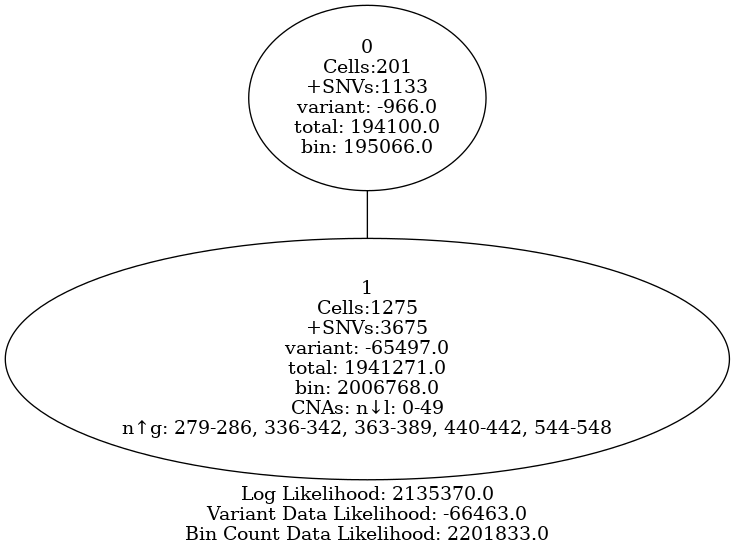 0
Cells:201
+SNVs:1133
variant: -966.0
total: 194100.0
bin: 195066.0
1
Cells:1275
+SNVs:3675
variant: -65497.0
total: 1941271.0
bin: 2006768.0
CNAs: n↓l: 0-49
n↑g: 279-286, 336-342, 363-389, 440-442, 544-548
Log Likelihood: 2135370.0
Variant Data Likelihood: -66463.0
Bin Count Data Likelihood: 2201833.0